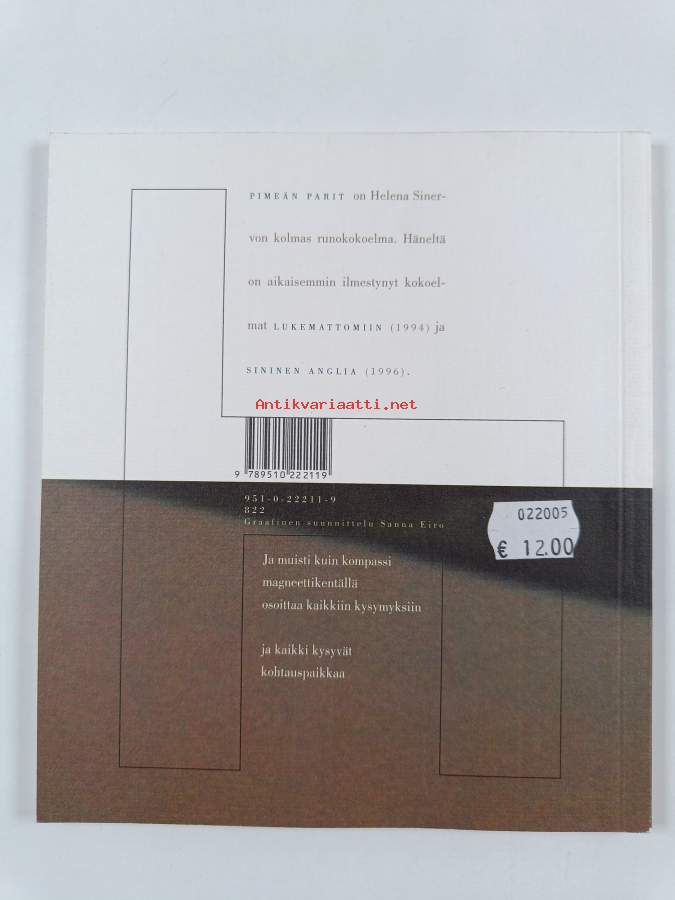 PIMEÄN PARIT on Helena Siner-
von kolmas runokokoelma. Häneltä
on aikaisemmin ilmestynyt kokoel-
mat LUKEMATTOMIIN (1994) ja
SININEN ANGLIA (1996).
Antikvariaatti.net
9 789510 222119
951-0-22211-9
822
Graafinen suunnittelu Sanna Eiro
022005
€ 12.00
Ja muisti kuin kompassi
magneettikentällä
osoittaa kaikkiin kysymyksiin
ja kaikki kysyvät
kohtauspaikkaa